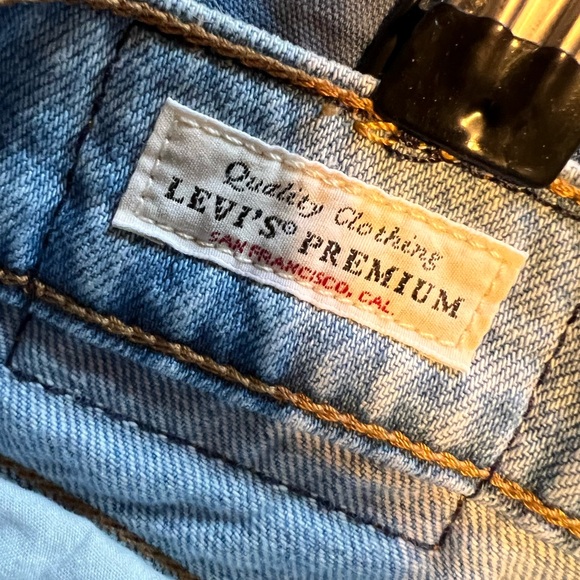 Quality Clothing
LEVI'S® PREMIUM
SAN FRANCISCO, CAL.